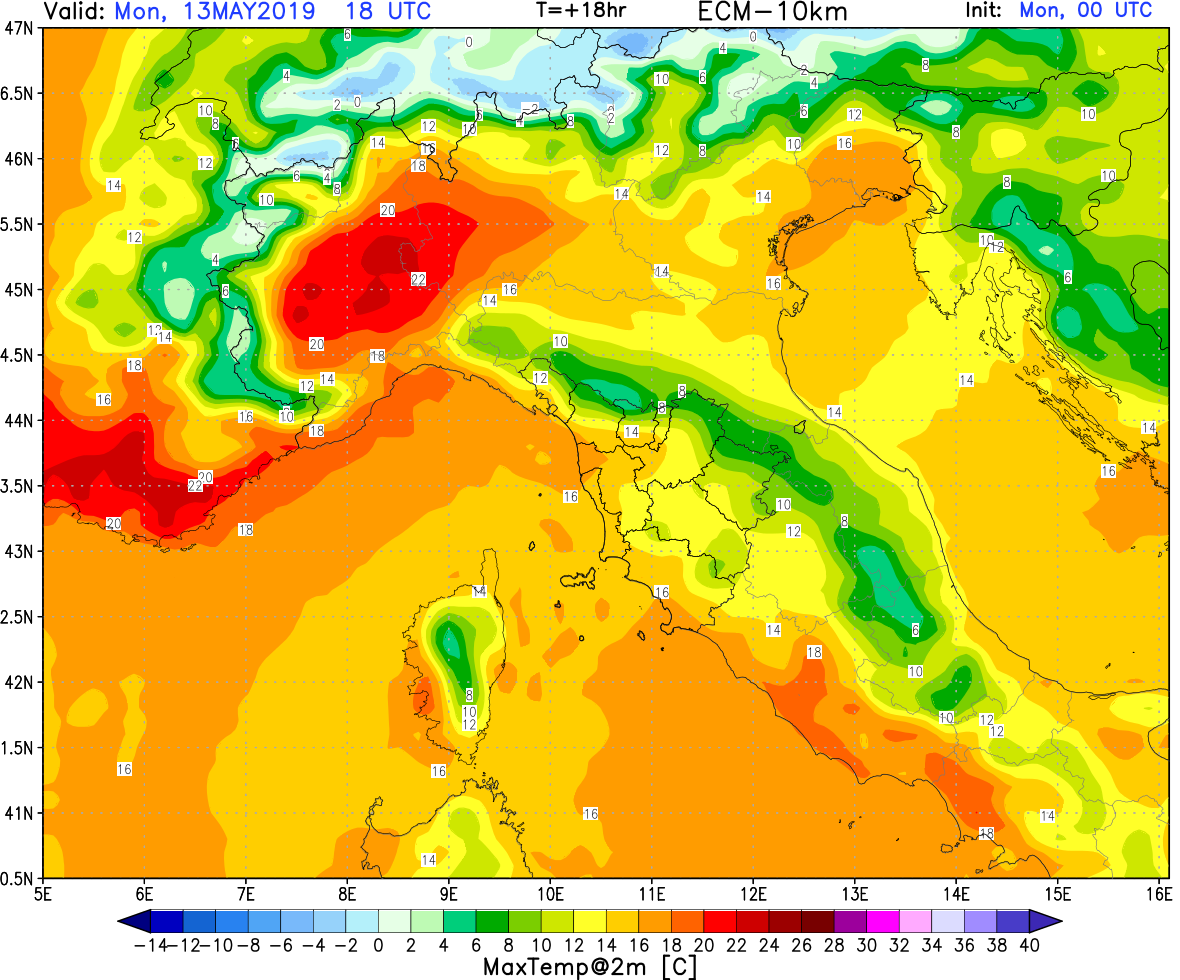 Valid: Mon, 13MAY2019 18 UTC T=+18hr ECM-10km Init: Mon, 00 UTC
47N
6 0 4 0
4 10 6 2 4 8
6.5N 10 2 0 6 -2 2 6 12 10
8 12 10 4 8 8
6 14 16 12 8 10 16
46N 12 18
14 6 4 8 8 10
10 20 14 14
5.5N
12 10 12
4 14 6
6 22 16 16
45N 14
12 14 10
4.5N 20 18
18 12 14 12 8 14
16 8
44N 16 10 14 14 14
18
20 16 16
3.5N 22 10
20 18 8 12
43N
14 16
2.5N 14 6
18 10
42N 8
10 10 12
12 12
1.5N
16 16
41N 16 14
18
14
0.5N
5E 6E 7E 8E 9E 10E 11E 12E 13E 14E 15E 16E
-14 -12 -10 -8 -6 -4 -2 0 2 4 6 8 10 12 14 16 18 20 22 24 26 28 30 32 34 36 38 40
MaxTemp@2m [C]